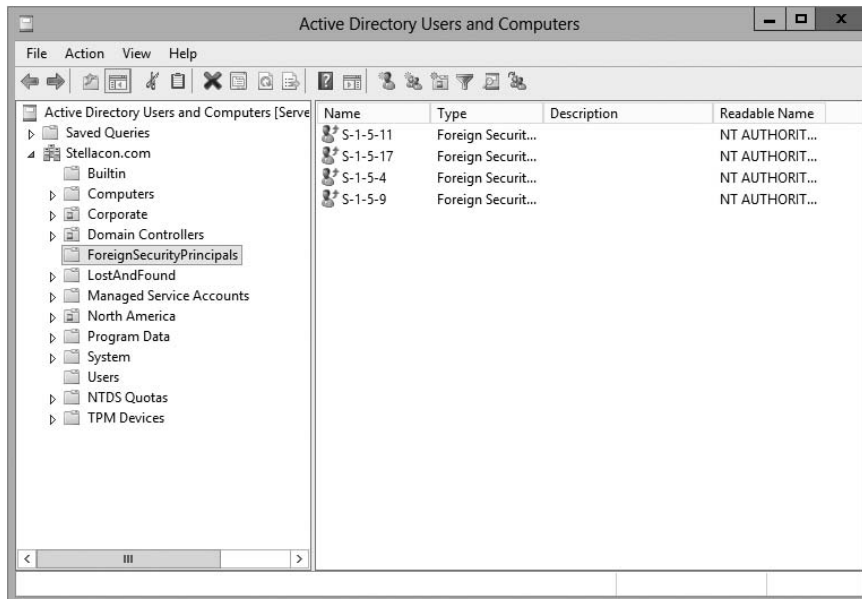 Active Directory Users and Computers
File Action View Help
Active Directory Users and Computers [Serve
Saved Queries
Stellacon.com
Builtin
Computers
Corporate
Domain Controllers
ForeignSecurityPrincipals
LostAndFound
Managed Service Accounts
North America
Program Data
System
Users
NTDS Quotas
TPM Devices
Name Type Description Readable Name
S-1-5-11 Foreign Securit... NT AUTHORIT...
S-1-5-17 Foreign Securit... NT AUTHORIT...
S-1-5-4 Foreign Securit... NT AUTHORIT...
S-1-5-9 Foreign Securit... NT AUTHORIT...